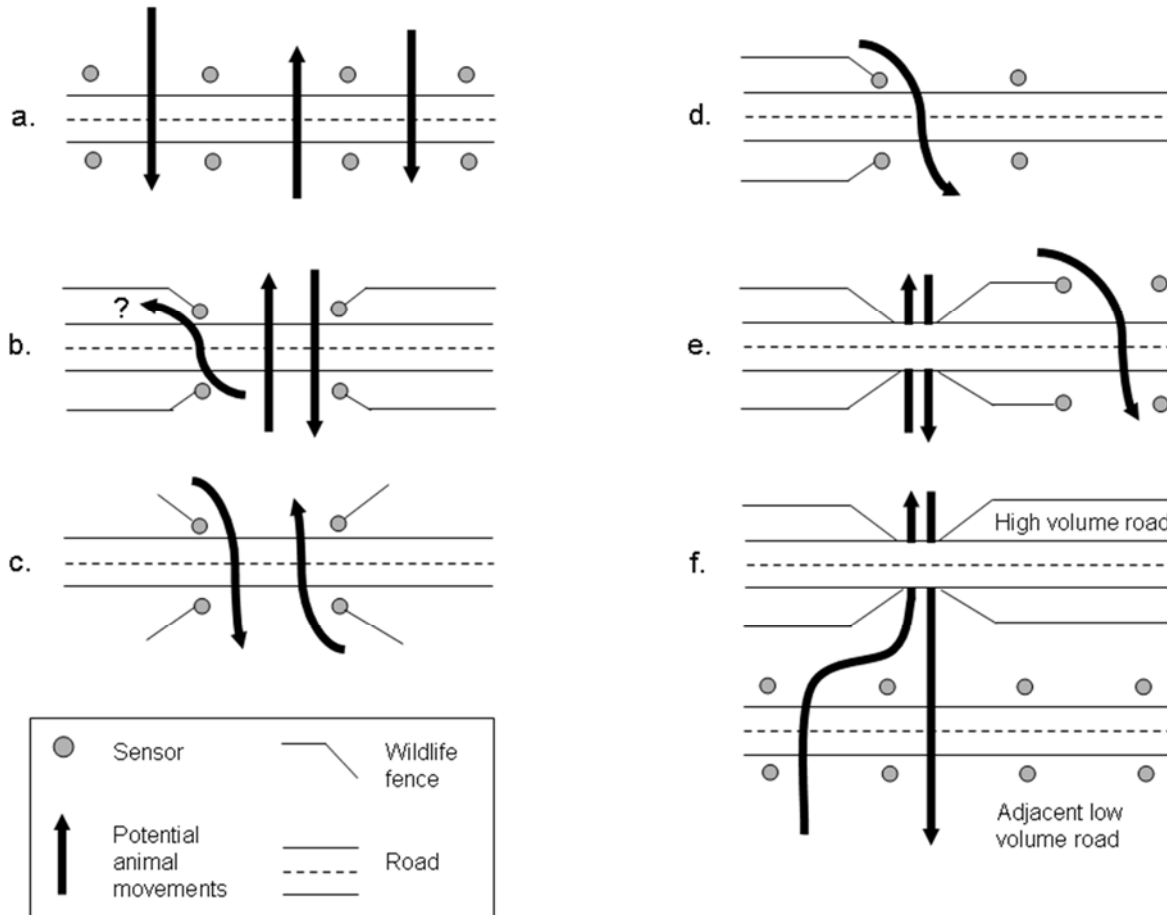 a.
b.
?
c.
Sensor
Wildlife
fence
Potential
animal
movements
Road
d.
e.
f.
High volume road
Adjacent low
volume road